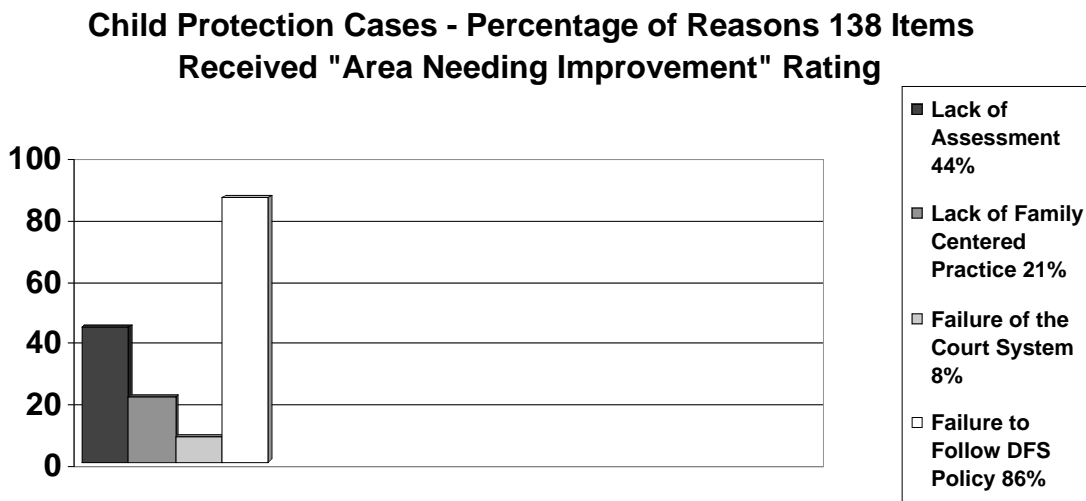 Child Protection Cases - Percentage of Reasons 138 Items
Received "Area Needing Improvement" Rating
100
80
60
40
20
0
Lack of
Assessment
44%
Lack of Family
Centered
Practice 21%
Failure of the
Court System
8%
Failure to
Follow DFS
Policy 86%